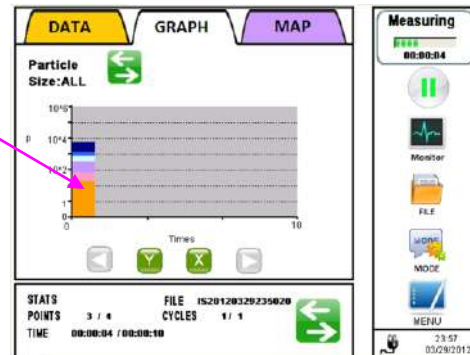 DATA GRAPH MAP
Particle
Size:ALL
10^6
p
10^4
10^2
1
0
0 10
Times
Y X
STATS FILE IS20120329235020
POINTS 3 / 4 CYCLES 1/ 1
TIME 00:00:04 / 00:00:10
Measuring
00:00:04
Monitor
FILE
MODE
MODE
MENU
23:57
03/29/2012